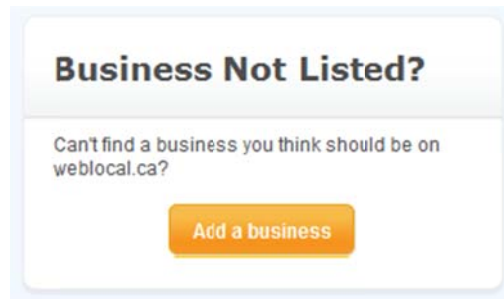 Business Not Listed?
Can't find a business you think should be on
weblocal.ca?
Add a business